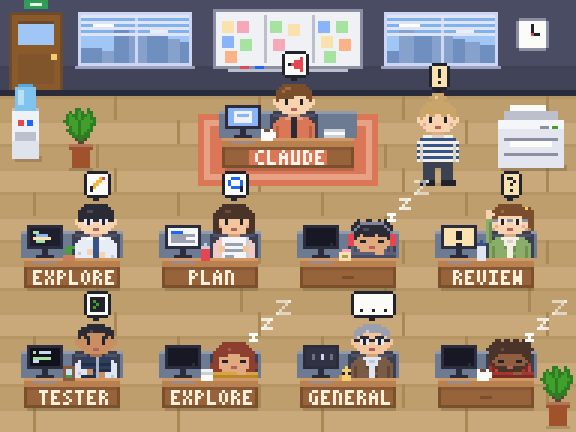 CLAUDE
!
EXPLORE
PLAN
Z
Z
Z
!
?
REVIEW
>
TESTER
EXPLORE
Z
Z
Z
...
GENERAL
Z
Z
Z